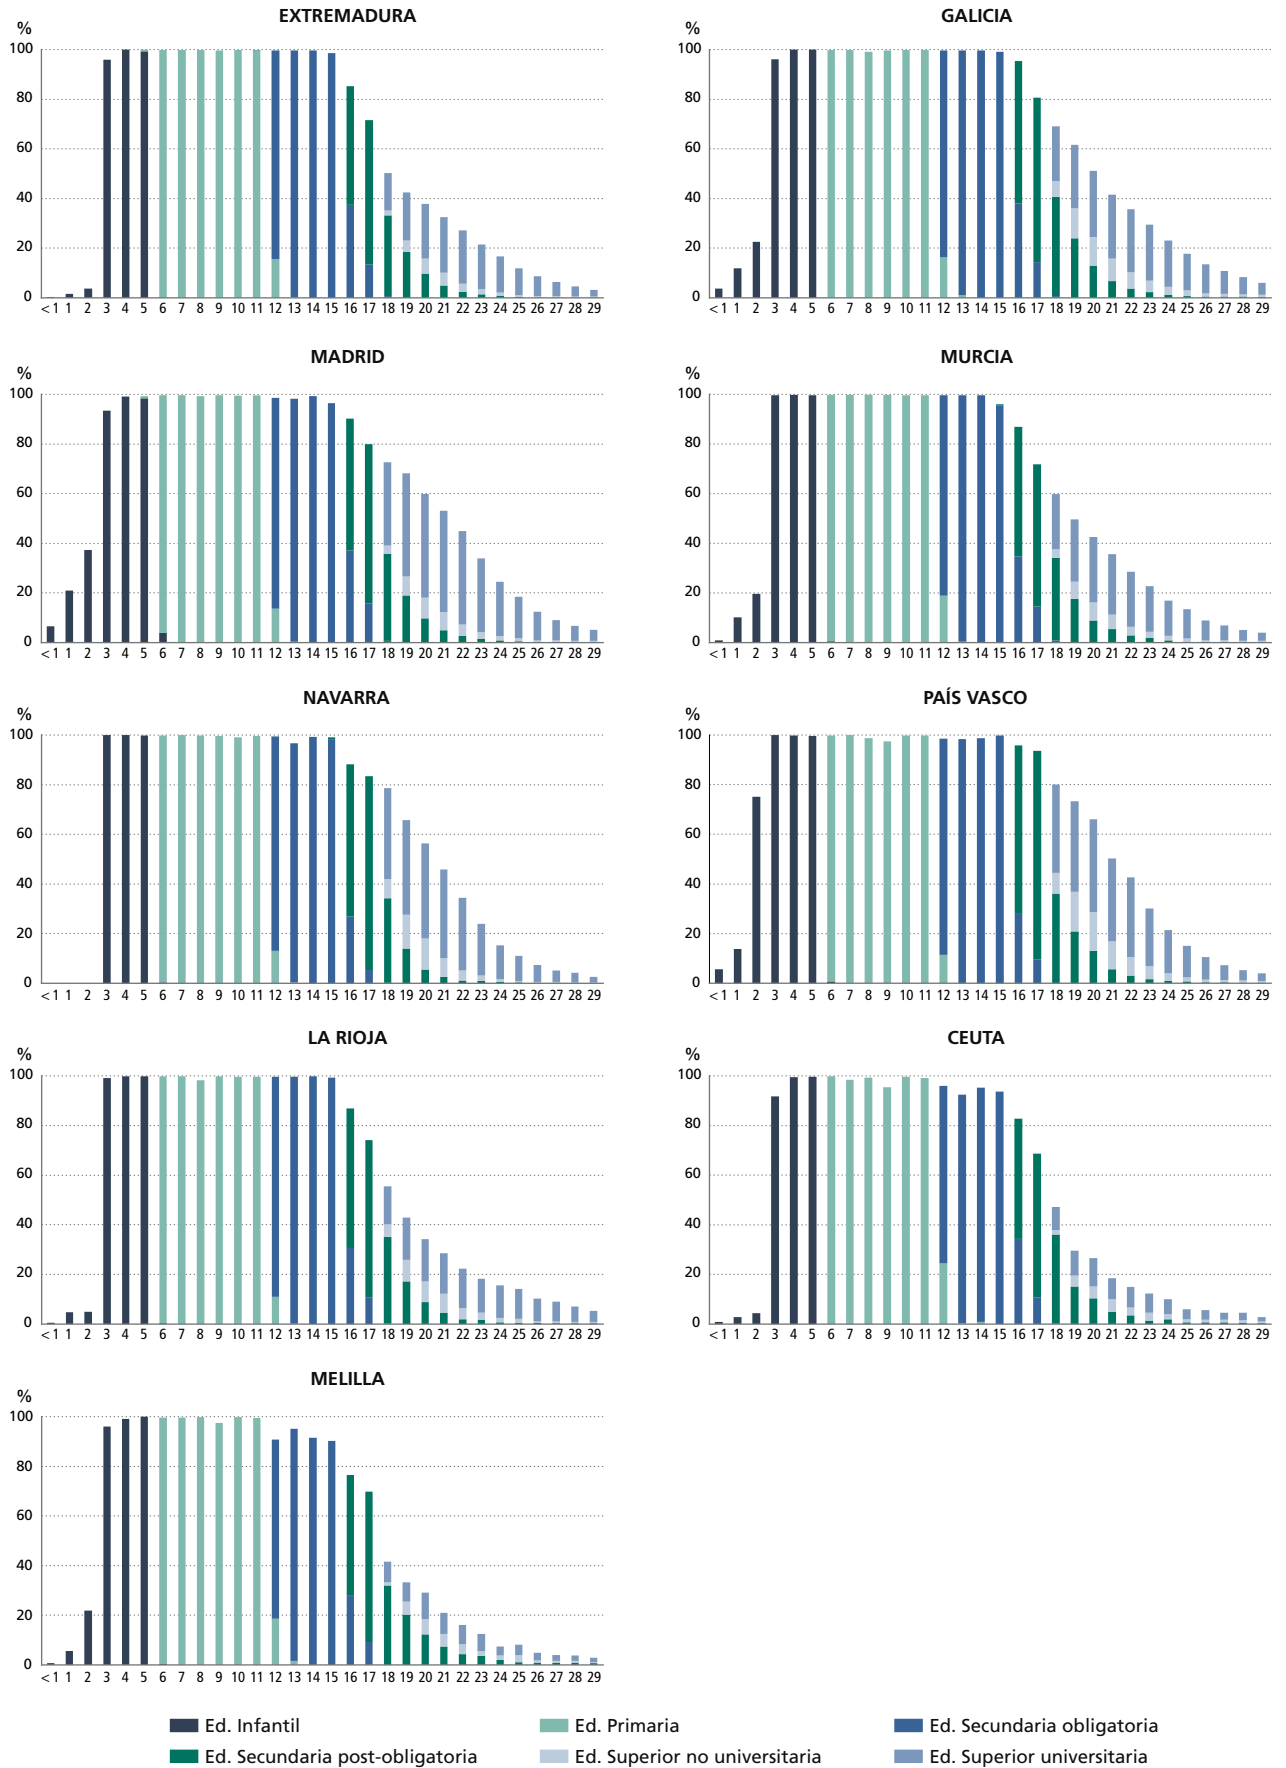 EXTREMADURA
%
100
80
60
40
20
0
< 1 1 2 3 4 5 6 7 8 9 10 11 12 13 14 15 16 17 18 19 20 21 22 23 24 25 26 27 28 29
GALICIA
%
100
80
60
40
20
0
< 1 1 2 3 4 5 6 7 8 9 10 11 12 13 14 15 16 17 18 19 20 21 22 23 24 25 26 27 28 29
MADRID
%
100
80
60
40
20
0
< 1 1 2 3 4 5 6 7 8 9 10 11 12 13 14 15 16 17 18 19 20 21 22 23 24 25 26 27 28 29
MURCIA
%
100
80
60
40
20
0
< 1 1 2 3 4 5 6 7 8 9 10 11 12 13 14 15 16 17 18 19 20 21 22 23 24 25 26 27 28 29
NAVARRA
%
100
80
60
40
20
0
< 1 1 2 3 4 5 6 7 8 9 10 11 12 13 14 15 16 17 18 19 20 21 22 23 24 25 26 27 28 29
PAÍS VASCO
%
100
80
60
40
20
0
< 1 1 2 3 4 5 6 7 8 9 10 11 12 13 14 15 16 17 18 19 20 21 22 23 24 25 26 27 28 29
LA RIOJA
%
100
80
60
40
20
0
< 1 1 2 3 4 5 6 7 8 9 10 11 12 13 14 15 16 17 18 19 20 21 22 23 24 25 26 27 28 29
CEUTA
%
100
80
60
40
20
0
< 1 1 2 3 4 5 6 7 8 9 10 11 12 13 14 15 16 17 18 19 20 21 22 23 24 25 26 27 28 29
MELILLA
%
100
80
60
40
20
0
< 1 1 2 3 4 5 6 7 8 9 10 11 12 13 14 15 16 17 18 19 20 21 22 23 24 25 26 27 28 29
Ed. Infantil
Ed. Primaria
Ed. Secundaria obligatoria
Ed. Secundaria post-obligatoria
Ed. Superior no universitaria
Ed. Superior universitaria